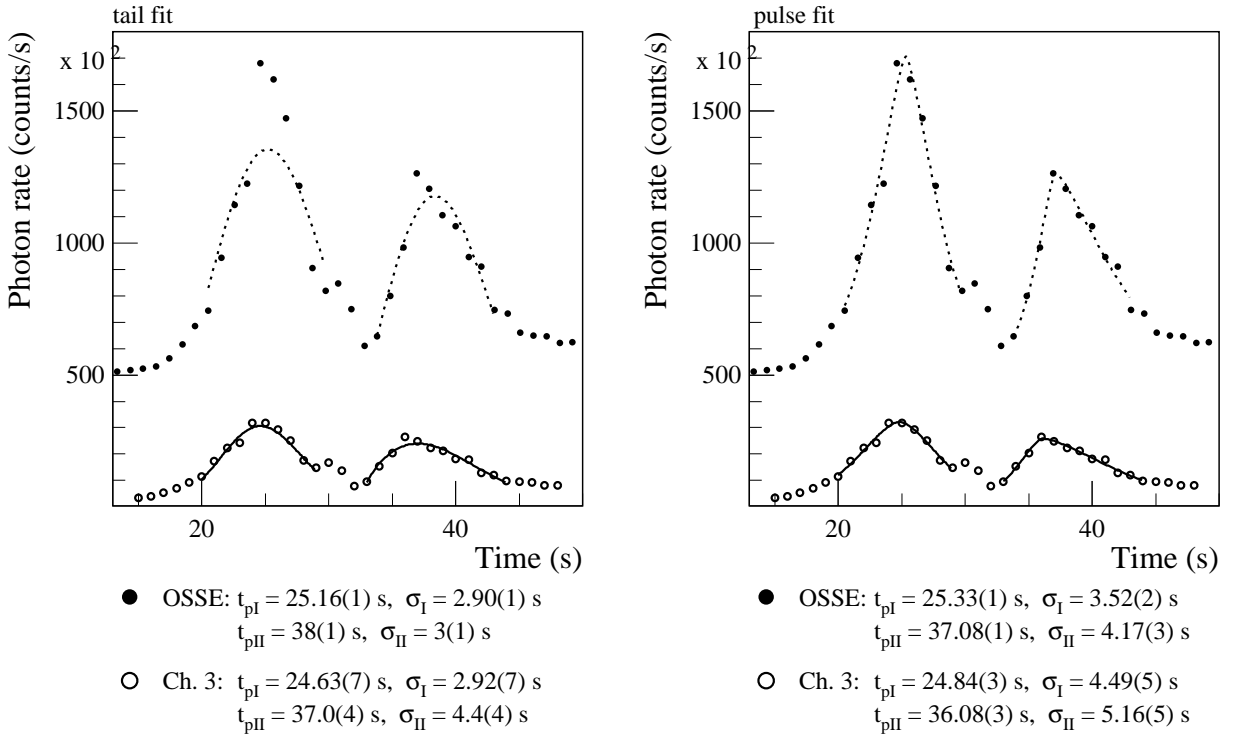 tail fit
x 10²
1500
1000
500
20 40
Photon rate (counts/s)
Time (s)
● OSSE: t_pI = 25.16(1) s, σ_I = 2.90(1) s
t_pII = 38(1) s, σ_II = 3(1) s
○ Ch. 3: t_pI = 24.63(7) s, σ_I = 2.92(7) s
t_pII = 37.0(4) s, σ_II = 4.4(4) s
pulse fit
x 10²
1500
1000
500
20 40
Photon rate (counts/s)
Time (s)
● OSSE: t_pI = 25.33(1) s, σ_I = 3.52(2) s
t_pII = 37.08(1) s, σ_II = 4.17(3) s
○ Ch. 3: t_pI = 24.84(3) s, σ_I = 4.49(5) s
t_pII = 36.08(3) s, σ_II = 5.16(5) s